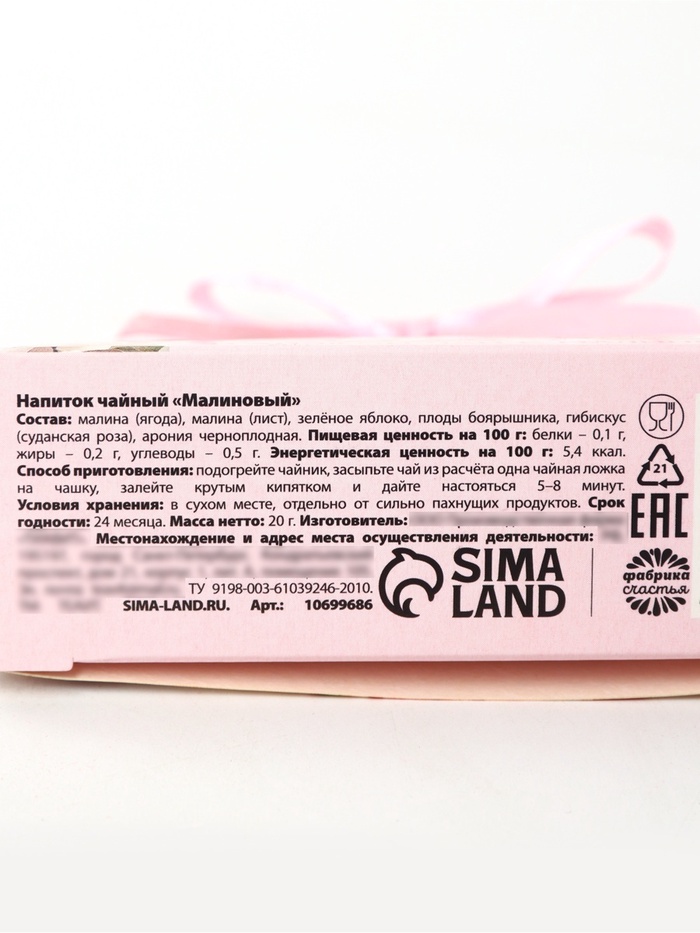 Напиток чайный «Малиновый»
Состав: малина (ягода), малина (лист), зелёное яблоко, плоды боярышника, гибискус
(суданская роза), арония черноплодная. Пищевая ценность на 100 г: белки – 0,1 г,
жиры – 0,2 г, углеводы – 0,5 г. Энергетическая ценность на 100 г: 5,4 ккал.
Способ приготовления: подогрейте чайник, засыпьте чай из расчёта одна чайная ложка
на чашку, залейте крутым кипятком и дайте настояться 5–8 минут.
Условия хранения: в сухом месте, отдельно от сильно пахнущих продуктов. Срок
годности: 24 месяца. Масса нетто: 20 г. Изготовитель:
Местонахождение и адрес места осуществления деятельности:
ТУ 9198-003-61039246-2010.
SIMA-LAND.RU. Арт.: 10699686
SIMA
LAND
21
EAC
фабрика
счастья